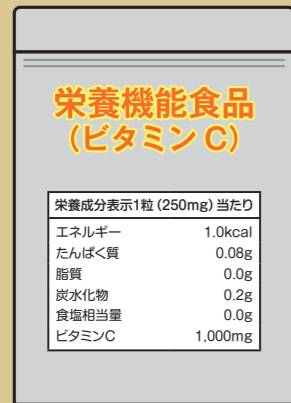 栄養機能食品
(ビタミンC)
栄養成分表示1粒(250mg)当たり
エネルギー 1.0kcal
たんぱく質 0.08g
脂質 0.0g
炭水化物 0.2g
食塩相当量 0.0g
ビタミンC 1,000mg